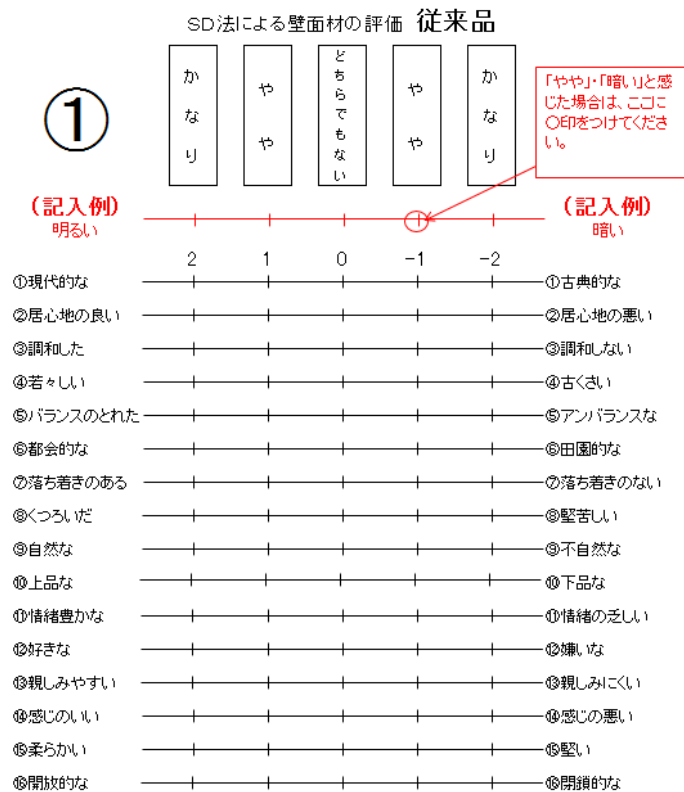 SD法による壁面材の評価 従来品
①
かなり
やや
どちらでもない
やや
かなり
「やや」・「暗い」と感
じた場合は、ここに
〇印をつけてくださ
い。
(記入例) (記入例)
明るい 暗い
2 1 0 -1 -2
①現代的な ①古典的な
②居心地の良い ②居心地の悪い
③調和した ③調和しない
④若々しい ④古くさい
⑤バランスのとれた ⑤アンバランスな
⑥都会的な ⑥田園的な
⑦落ち着きのある ⑦落ち着きのない
⑧くつろいだ ⑧堅苦しい
⑨自然な ⑨不自然な
⑩上品な ⑩下品な
⑪情緒豊かな ⑪情緒の乏しい
⑫好きな ⑫嫌いな
⑬親しみやすい ⑬親しみにくい
⑭感じのいい ⑭感じの悪い
⑮柔らかい ⑮堅い
⑯開放的な ⑯閉鎖的な